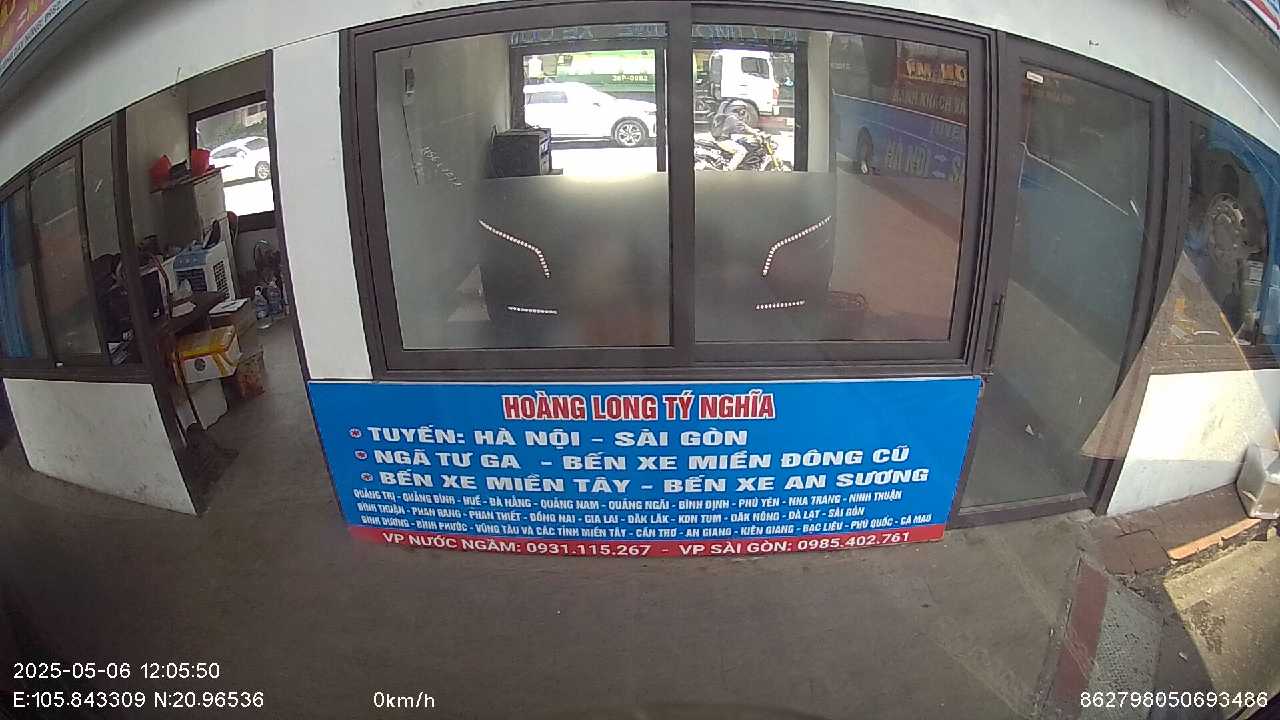 HOÀNG LONG TÝ NGHĨA
* TUYẾN: HÀ NỘI - SÀI GÒN
* NGÃ TƯ GA - BẾN XE MIỀN ĐÔNG CŨ
* BẾN XE MIỀN TÂY - BẾN XE AN SƯƠNG
QUẢNG TRỊ - QUẢNG BÌNH - HUẾ - ĐÀ NẴNG - QUẢNG NAM - QUẢNG NGÃI - BÌNH ĐỊNH - PHÚ YÊN - NHA TRANG - NINH THUẬN
BÌNH THUẬN - PHAN RANG - PHAN THIẾT - ĐỒNG NAI - GIA LAI - ĐĂK LĂK - KON TUM - ĐĂK NÔNG - ĐÀ LẠT - SÀI GÒN
BÌNH DƯƠNG - BÌNH PHƯỚC - VŨNG TÀU VÀ CÁC TỈNH MIỀN TÂY - CẦN THƠ - AN GIANG - KIÊN GIANG - BẠC LIÊU - PHÚ QUỐC - CÀ MAU
VP NƯỚC NGẦM: 0931.115.267 - VP SÀI GÒN: 0985.402.761
2025-05-06 12:05:50
E:105.843309 N:20.96536 0km/h 862798050693486